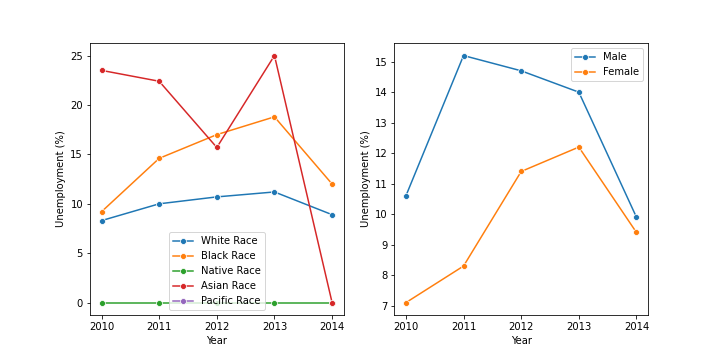 25
20
15
10
5
0
Unemployment (%)
2010 2011 2012 2013 2014
Year
White Race
Black Race
Native Race
Asian Race
Pacific Race
15
14
13
12
11
10
9
8
7
Unemployment (%)
2010 2011 2012 2013 2014
Year
Male
Female